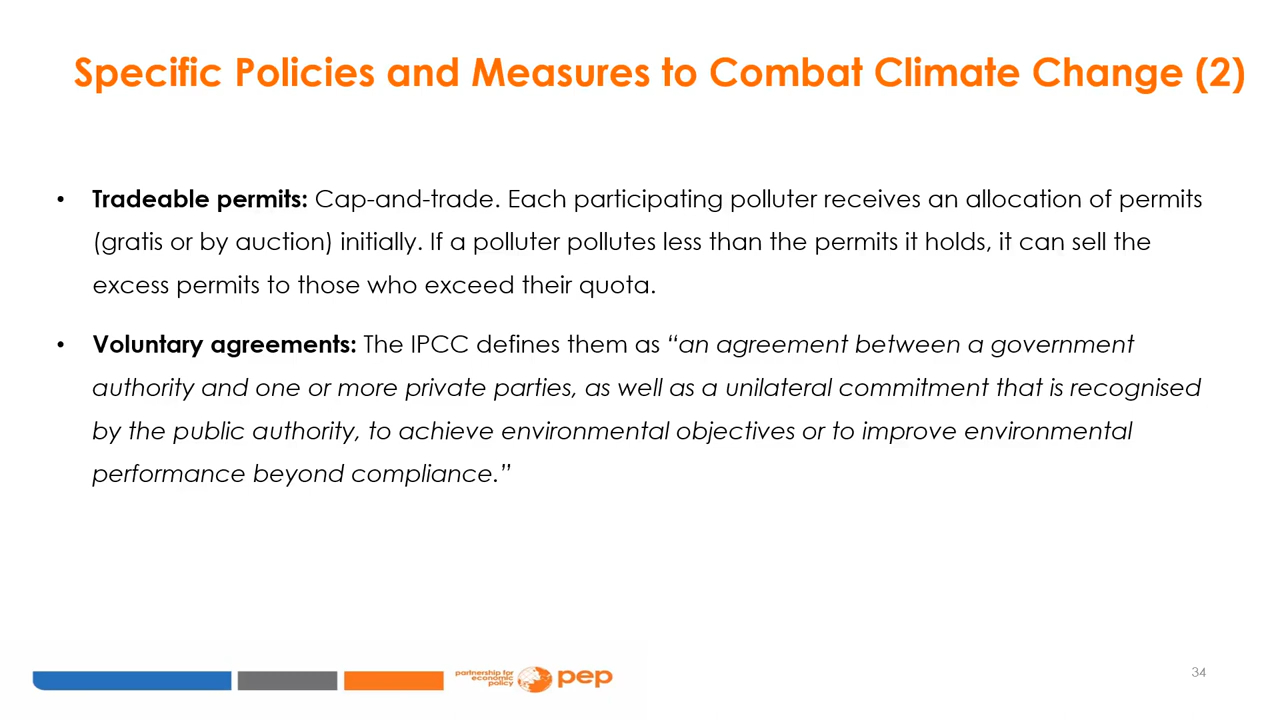 Specific Policies and Measures to Combat Climate Change (2)
• Tradeable permits: Cap-and-trade. Each participating polluter receives an allocation of permits
(gratis or by auction) initially. If a polluter pollutes less than the permits it holds, it can sell the
excess permits to those who exceed their quota.
• Voluntary agreements: The IPCC defines them as “an agreement between a government
authority and one or more private parties, as well as a unilateral commitment that is recognised
by the public authority, to achieve environmental objectives or to improve environmental
performance beyond compliance.”
partnership for
economic
policy
pep
34